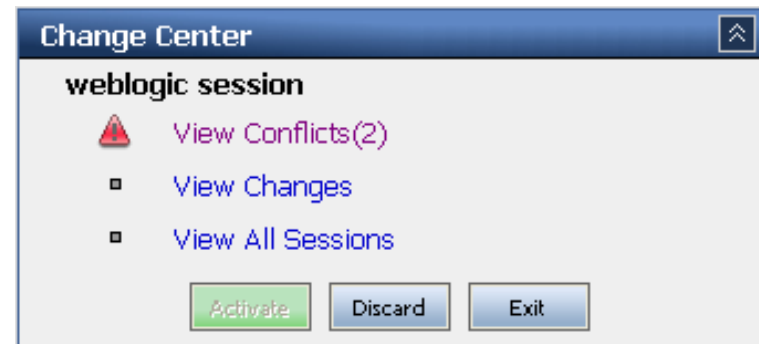 Change Center
weblogic session
View Conflicts(2)
View Changes
View All Sessions
Activate Discard Exit